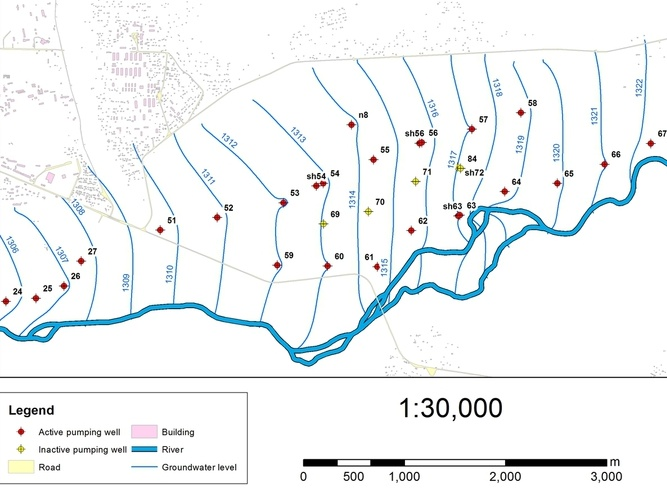 1322
1318
58
1316
1321
n8
57
67
sh56 56
1312
1313
1319
1320
55
66
1317
84
1311
sh54 54
sh72
65
64
53
71
1314
1308
52
70
sh63 63
51
69
62
1306
1307
27
59
60
61
1315
1310
1309
26
24
25
Legend
Active pumping well
Building
Inactive pumping well
River
Road
Groundwater level
1:30,000
m
0 500 1,000 2,000 3,000